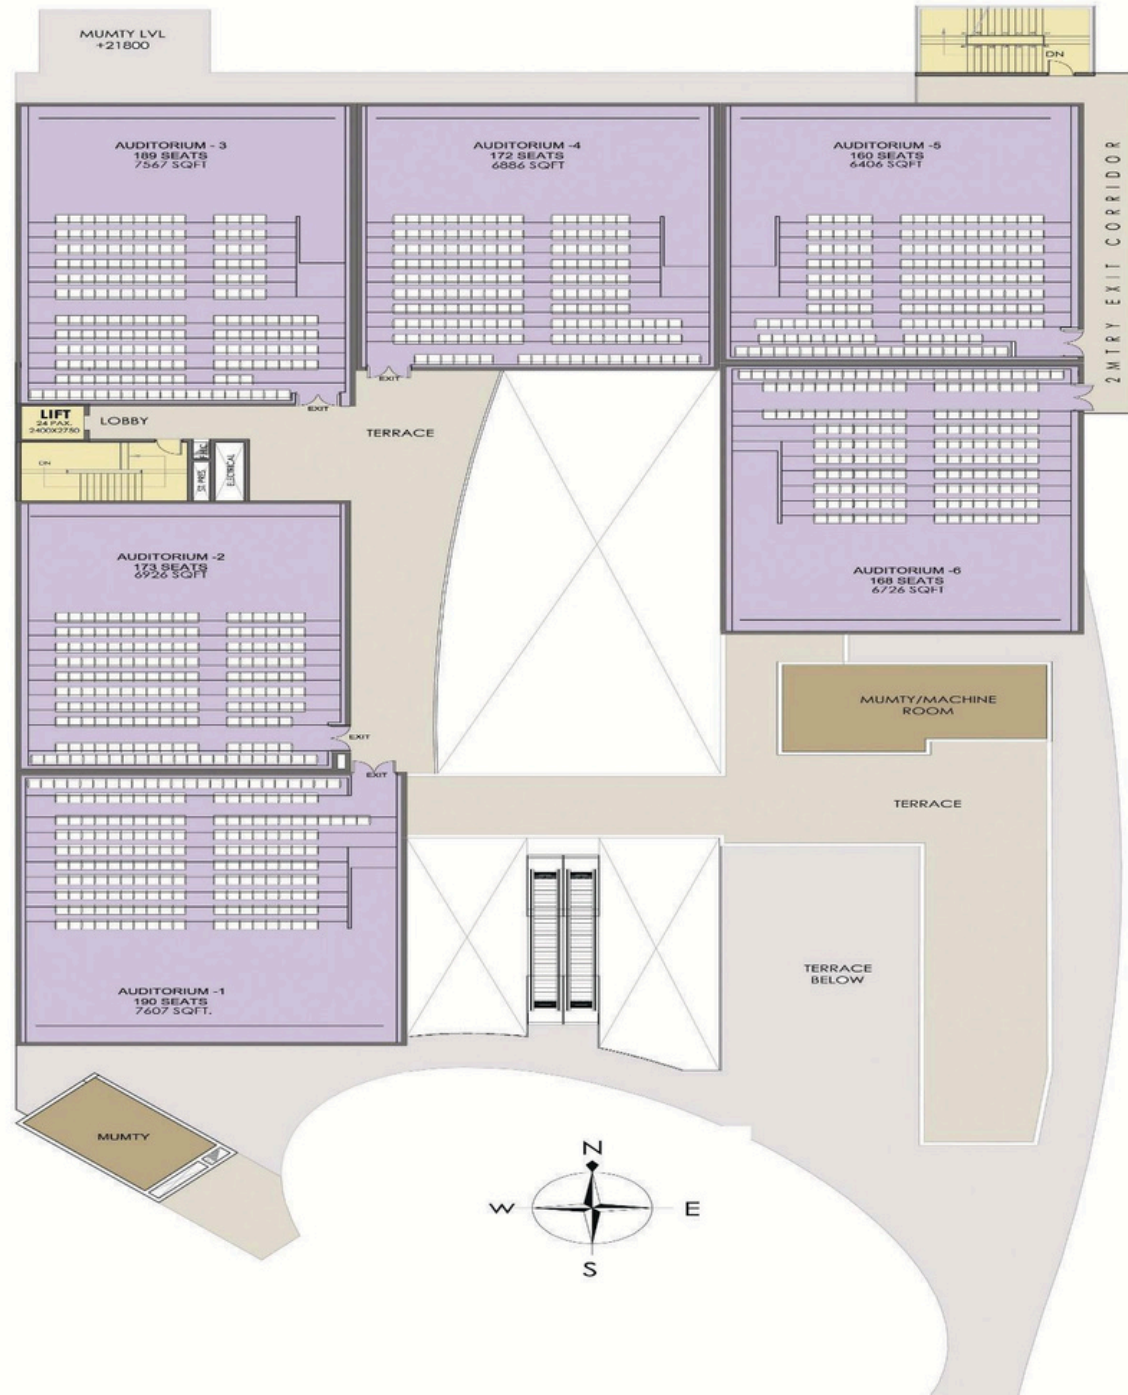 MUMTY LVL
+21800
DN
AUDITORIUM - 3
189 SEATS
7567 SQFT
AUDITORIUM -4
172 SEATS
6886 SQFT
AUDITORIUM -5
160 SEATS
6406 SQFT
2 MTRY EXIT CORRIDOR
EXIT
EXIT
LIFT
24 PAX.
2400X2750
LOBBY
TERRACE
DN
ELECTRICAL
AUDITORIUM -2
173 SEATS
6926 SQFT
AUDITORIUM -6
168 SEATS
6726 SQFT
EXIT
EXIT
MUMTY/MACHINE
ROOM
TERRACE
TERRACE
BELOW
AUDITORIUM -1
190 SEATS
7607 SQFT.
MUMTY
N
W
E
S